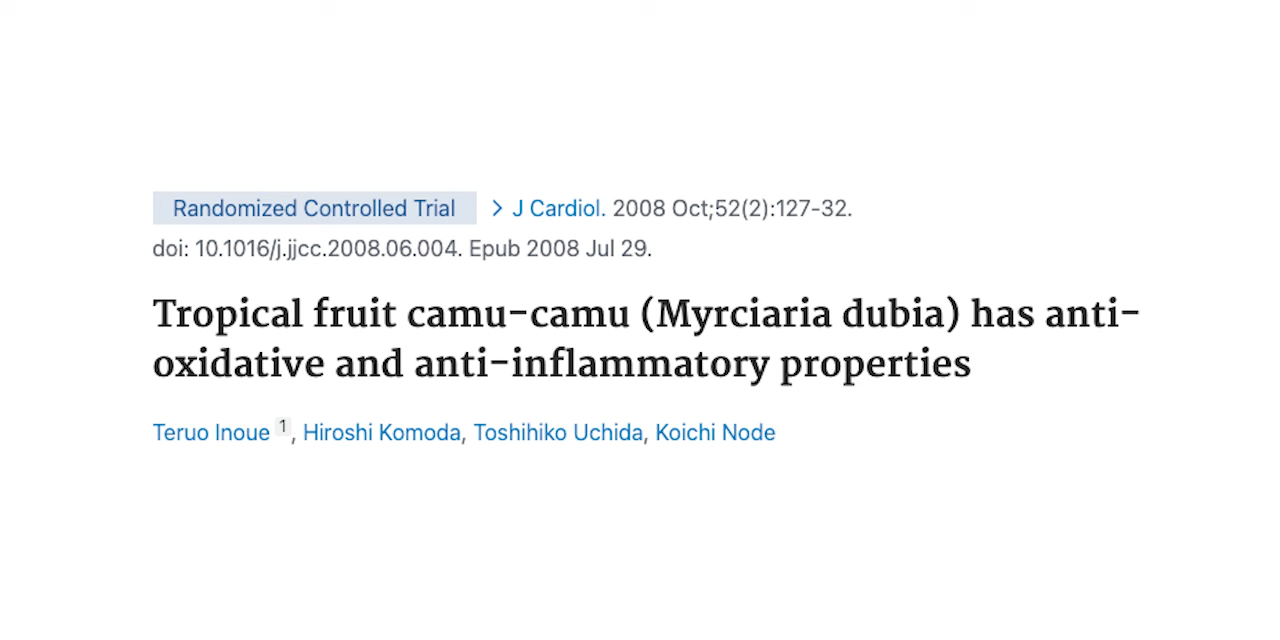 Randomized Controlled Trial > J Cardiol. 2008 Oct;52(2):127-32.
doi: 10.1016/j.jjcc.2008.06.004. Epub 2008 Jul 29.
Tropical fruit camu-camu (Myrciaria dubia) has anti-
oxidative and anti-inflammatory properties
Teruo Inoue 1, Hiroshi Komoda, Toshihiko Uchida, Koichi Node